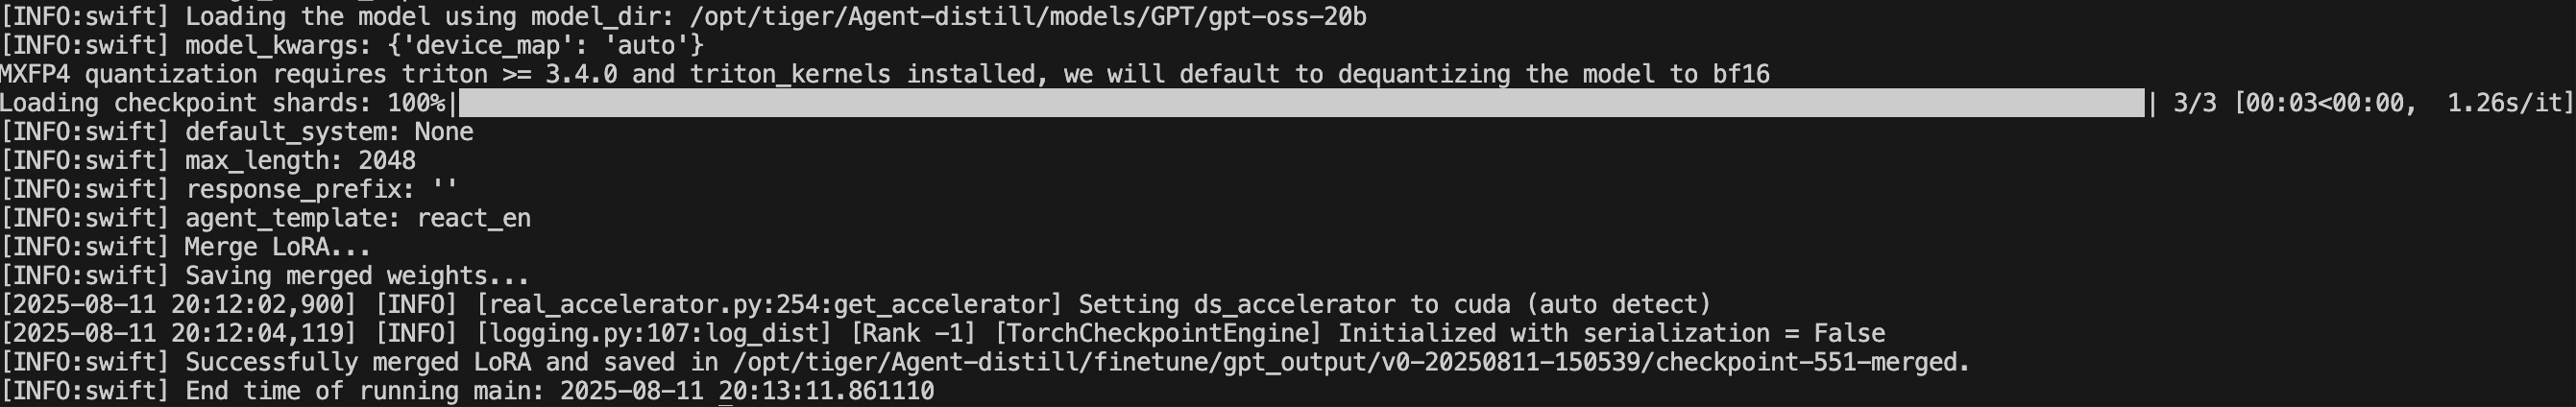 [INFO:swift] Loading the model using model_dir: /opt/tiger/Agent-distill/models/GPT/gpt-oss-20b
[INFO:swift] model_kwargs: {'device_map': 'auto'}
MXFP4 quantization requires triton >= 3.4.0 and triton_kernels installed, we will default to dequantizing the model to bf16
Loading checkpoint shards: 100%| | 3/3 [00:03<00:00,  1.26s/it]
[INFO:swift] default_system: None
[INFO:swift] max_length: 2048
[INFO:swift] response_prefix: ''
[INFO:swift] agent_template: react_en
[INFO:swift] Merge LoRA...
[INFO:swift] Saving merged weights...
[2025-08-11 20:12:02,900] [INFO] [real_accelerator.py:254:get_accelerator] Setting ds_accelerator to cuda (auto detect)
[2025-08-11 20:12:04,119] [INFO] [logging.py:107:log_dist] [Rank -1] [TorchCheckpointEngine] Initialized with serialization = False
[INFO:swift] Successfully merged LoRA and saved in /opt/tiger/Agent-distill/finetune/gpt_output/v0-20250811-150539/checkpoint-551-merged.
[INFO:swift] End time of running main: 2025-08-11 20:13:11.861110